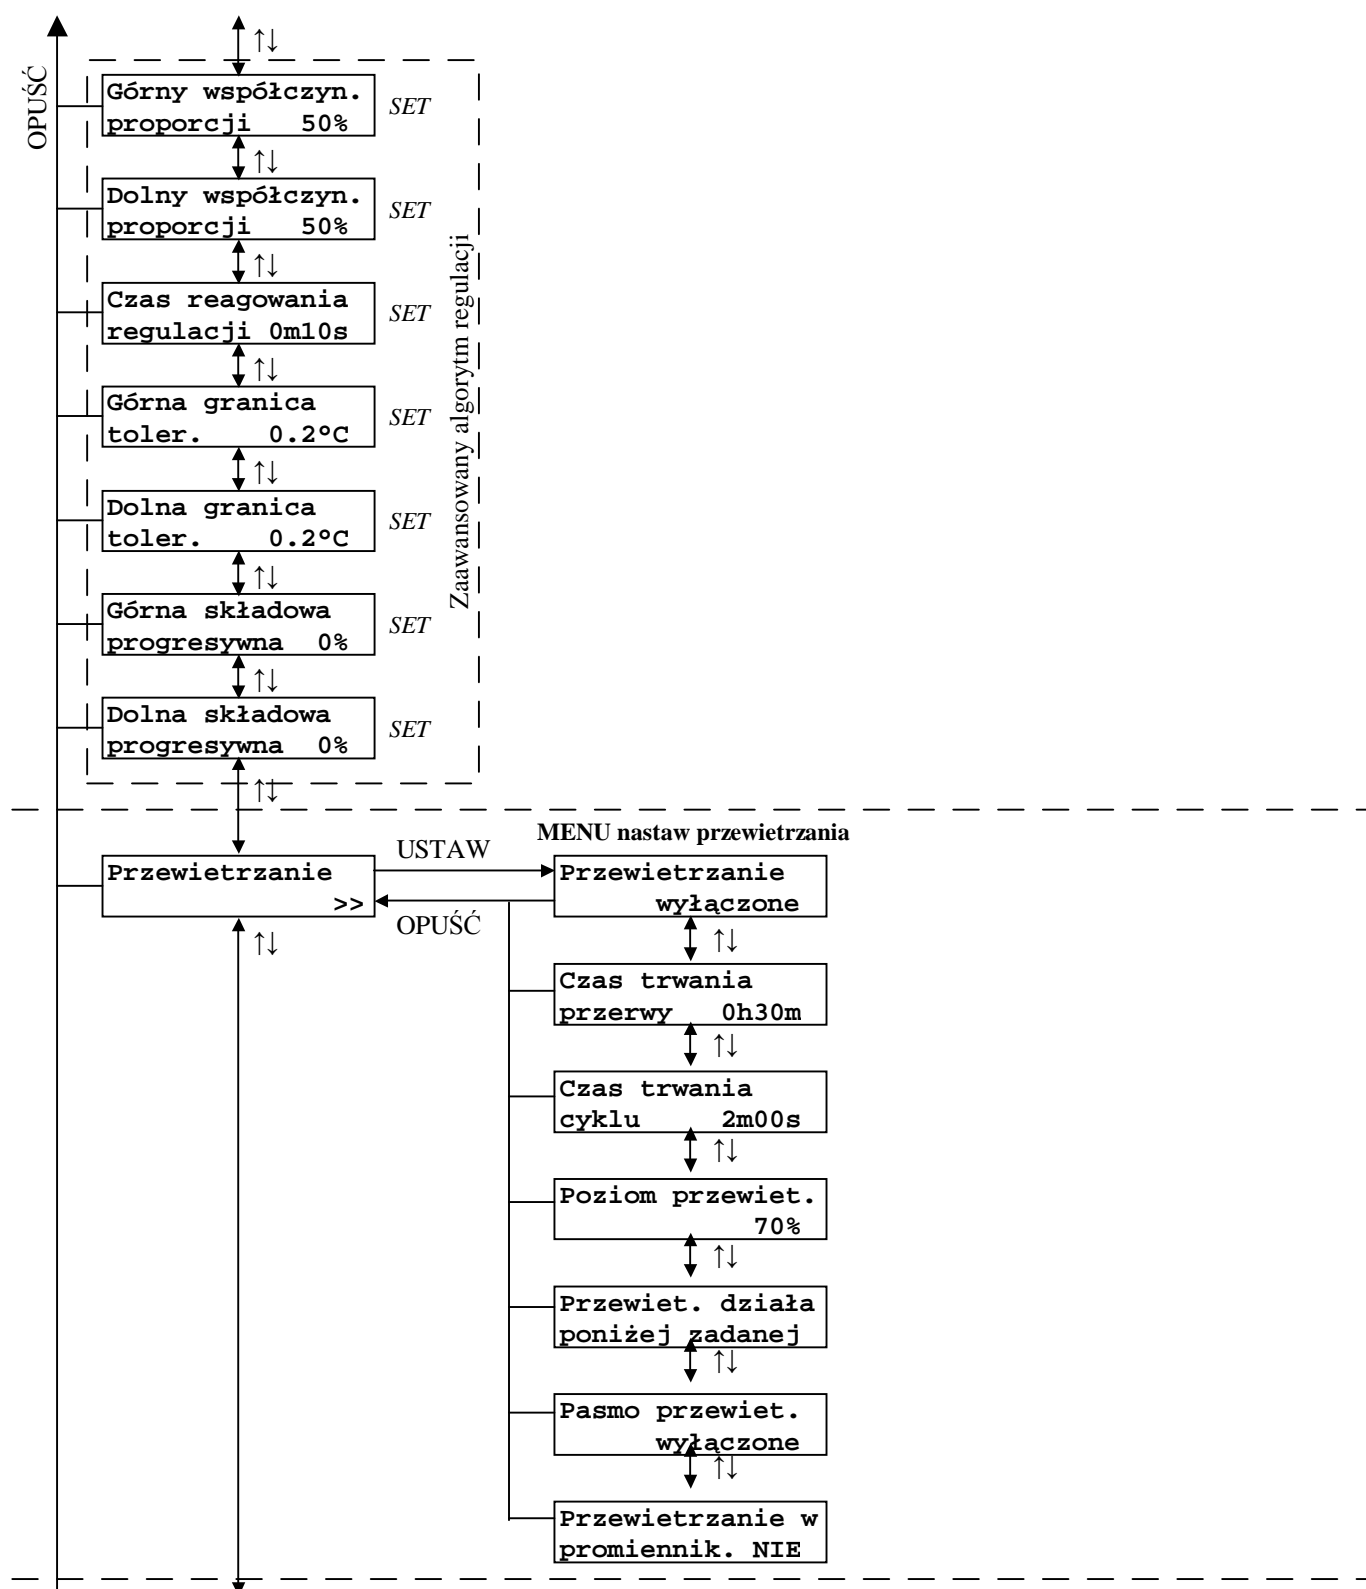 ↑↓
OPUŚĆ
Górny współczyn.
proporcji 50%
SET
↑↓
Dolny współczyn.
proporcji 50%
SET
↑↓
Czas reagowania
regulacji 0m10s
SET
↑↓
Górna granica
toler. 0.2°C
SET
↑↓
Dolna granica
toler. 0.2°C
SET
↑↓
Górna składowa
progresywna 0%
SET
↑↓
Dolna składowa
progresywna 0%
SET
↑↓
Zaawansowany algorytm regulacji
MENU nastaw przewietrzania
Przewietrzanie
>>
USTAW
OPUŚĆ
↑↓
Przewietrzanie
wyłączone
↑↓
Czas trwania
przerwy 0h30m
↑↓
Czas trwania
cyklu 2m00s
↑↓
Poziom przewiet.
70%
↑↓
Przewiet. działa
poniżej zadanej
↑↓
Pasmo przewiet.
wyłączone
↑↓
Przewietrzanie w
promiennik. NIE